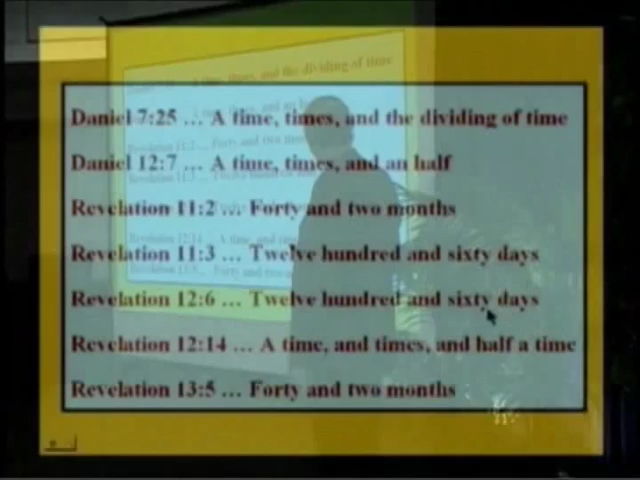 Daniel 7:25 ... A time, times, and the dividing of time
Daniel 12:7 ... A time, times, and an half
Revelation 11:2 ... Forty and two months
Revelation 11:3 ... Twelve hundred and sixty days
Revelation 12:6 ... Twelve hundred and sixty days
Revelation 12:14 ... A time, and times, and half a time
Revelation 13:5 ... Forty and two months